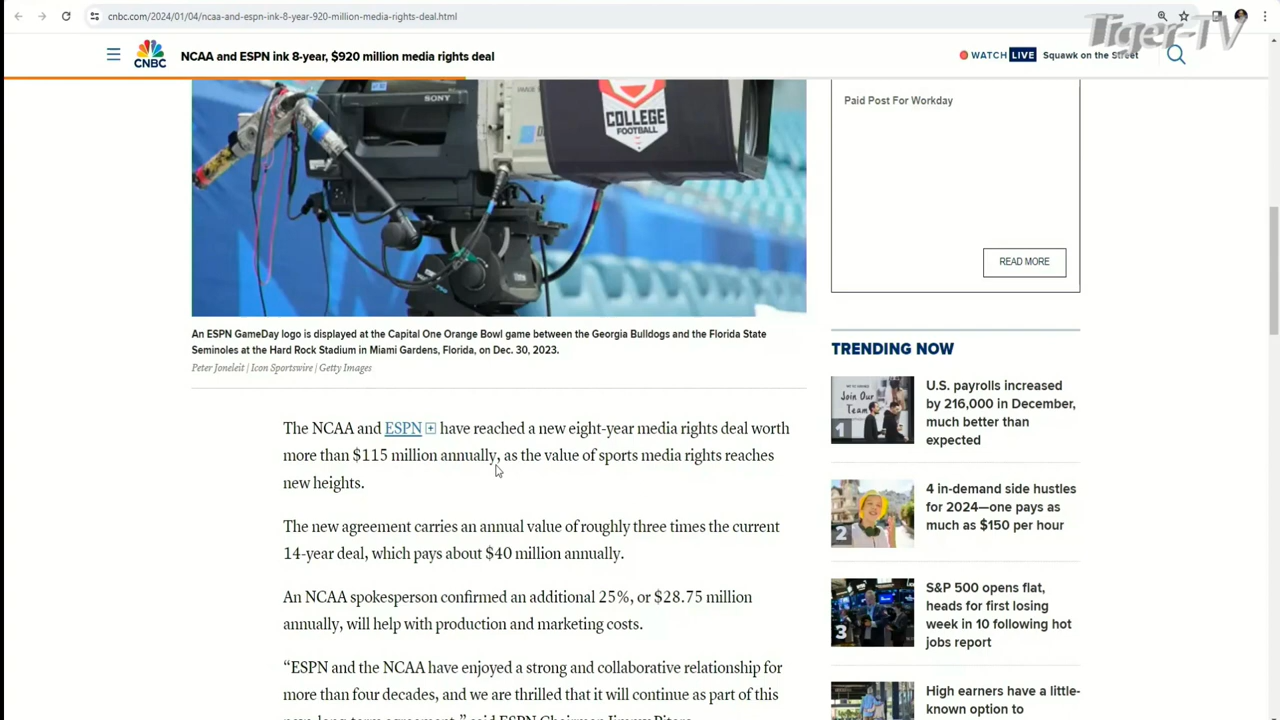 cnbc.com/2024/01/04/ncaa-and-espn-ink-8-year-920-million-media-rights-deal.html
Tiger-TV
CNBC
NCAA and ESPN ink 8-year, $920 million media rights deal
WATCH LIVE Squawk on the Street
SONY
COLLEGE
FOOTBALL
Paid Post For Workday
READ MORE
An ESPN GameDay logo is displayed at the Capital One Orange Bowl game between the Georgia Bulldogs and the Florida State
Seminoles at the Hard Rock Stadium in Miami Gardens, Florida, on Dec. 30, 2023.
Peter Joneleit | Icon Sportswire | Getty Images
The NCAA and ESPN have reached a new eight-year media rights deal worth
more than $115 million annually, as the value of sports media rights reaches
new heights.
The new agreement carries an annual value of roughly three times the current
14-year deal, which pays about $40 million annually.
An NCAA spokesperson confirmed an additional 25%, or $28.75 million
annually, will help with production and marketing costs.
“ESPN and the NCAA have enjoyed a strong and collaborative relationship for
more than four decades, and we are thrilled that it will continue as part of this
TRENDING NOW
Join Our
Team
1
U.S. payrolls increased
by 216,000 in December,
much better than
expected
2
4 in-demand side hustles
for 2024—one pays as
much as $150 per hour
3
S&P 500 opens flat,
heads for first losing
week in 10 following hot
jobs report
High earners have a little-
known option to